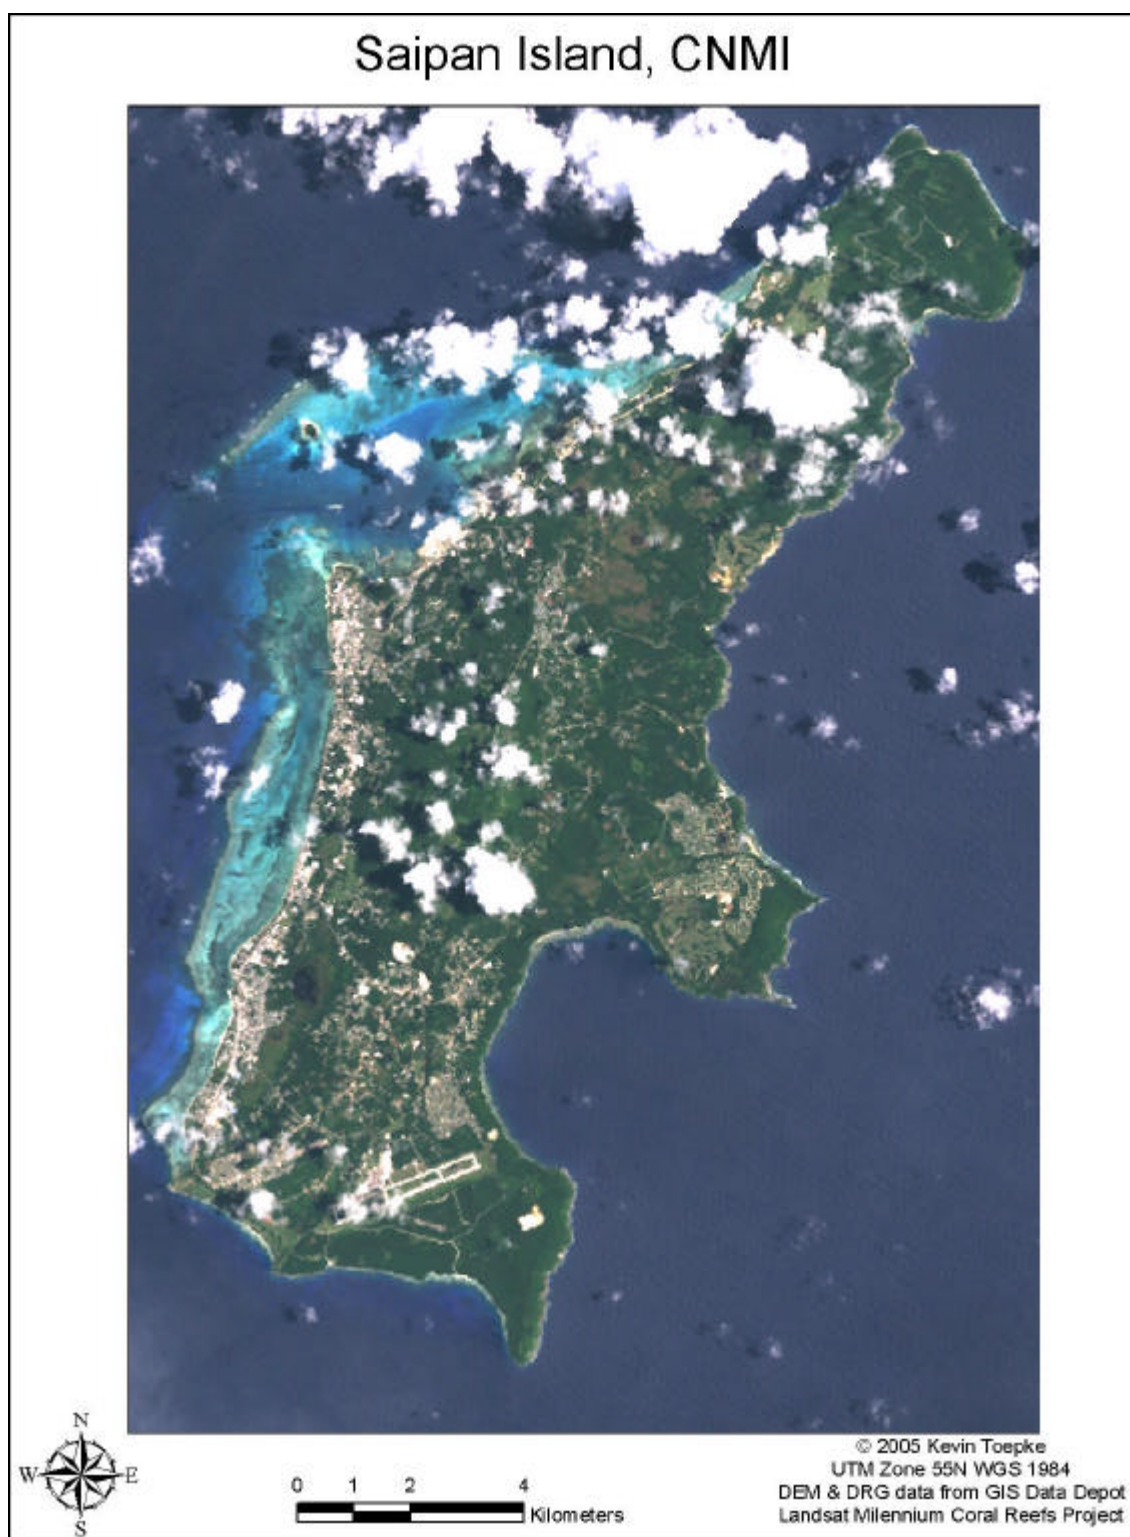 Saipan Island, CNMI
N
W E
S
0 1 2 4
Kilometers
© 2005 Kevin Toepke
UTM Zone 55N WGS 1984
DEM & DRG data from GIS Data Depot
Landsat Milennium Coral Reefs Project